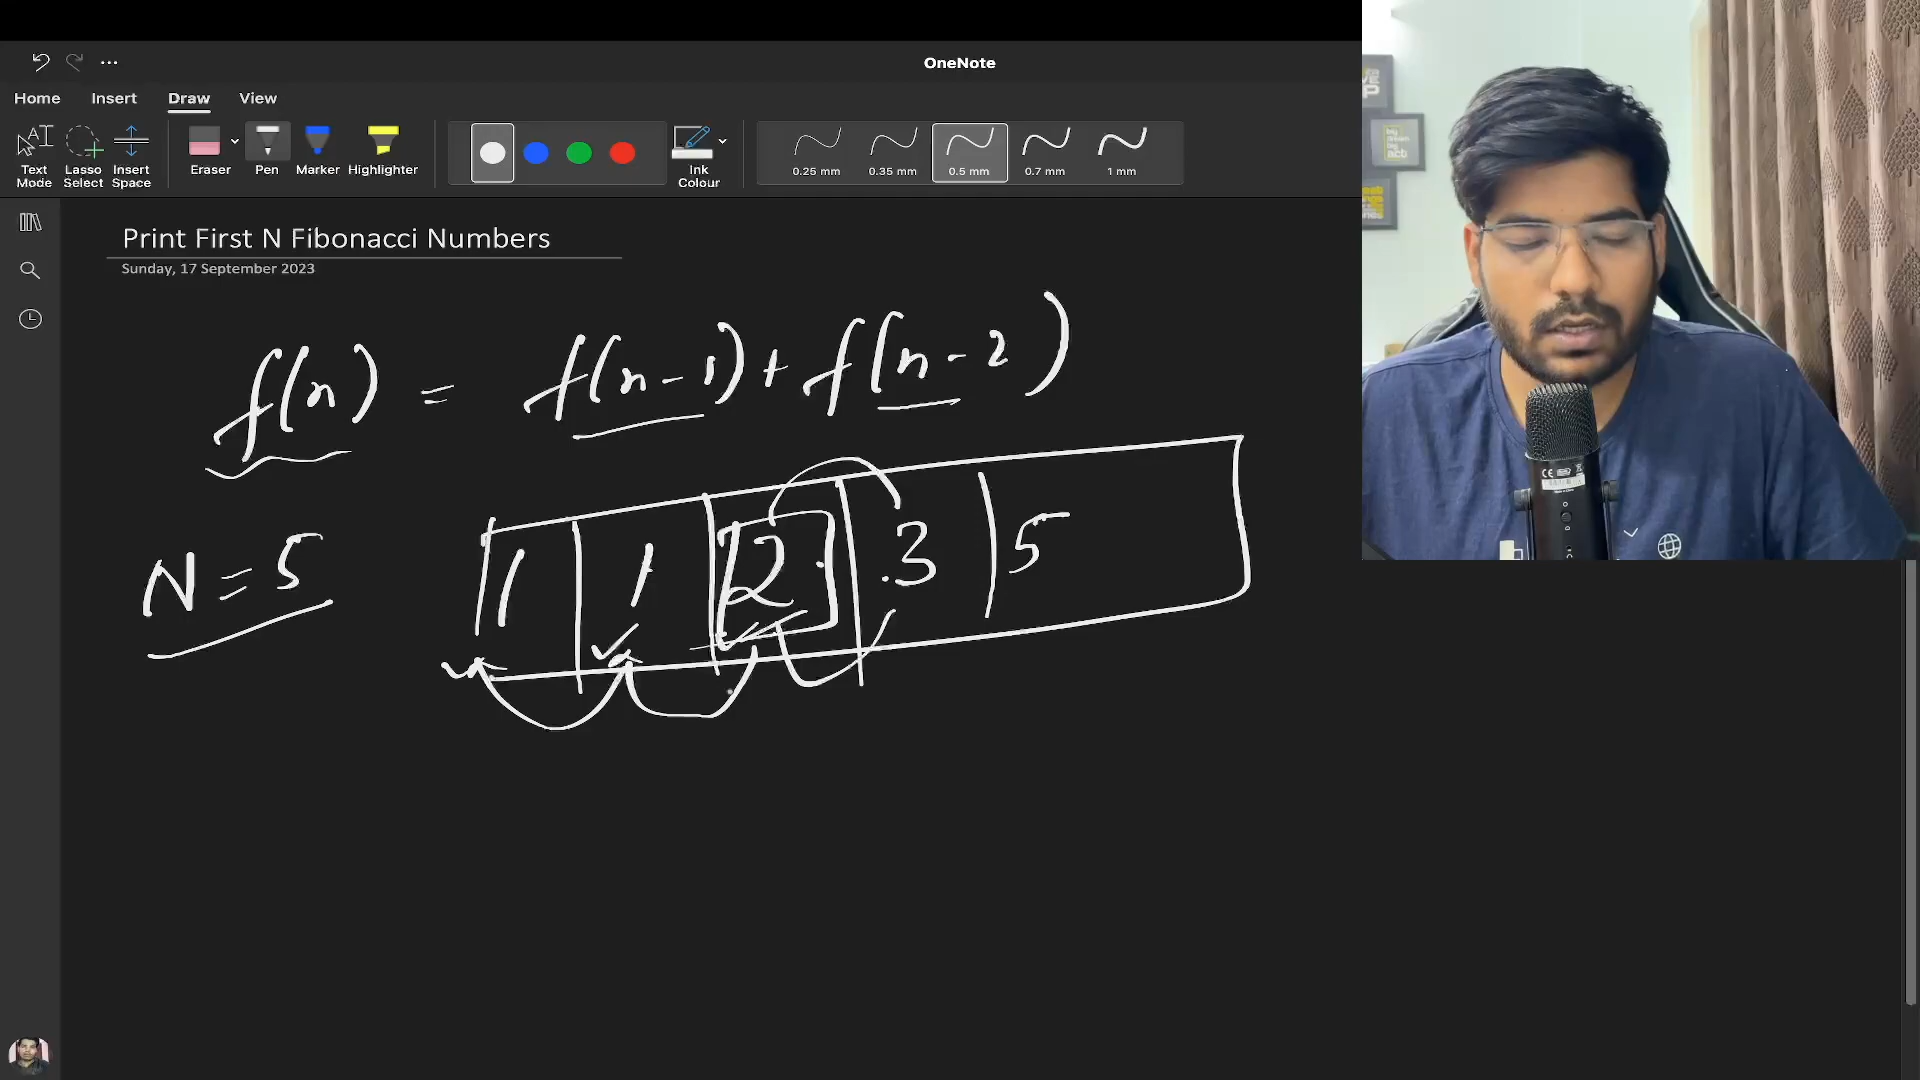 OneNote
Home Insert Draw View
Text Mode
Lasso Select
Insert Space
Eraser
Pen
Marker
Highlighter
Ink Colour
0.25 mm
0.35 mm
0.5 mm
0.7 mm
1 mm
Print First N Fibonacci Numbers
Sunday, 17 September 2023
f(n) = f(n-1) + f(n-2)
N = 5
1 1 2 3 5